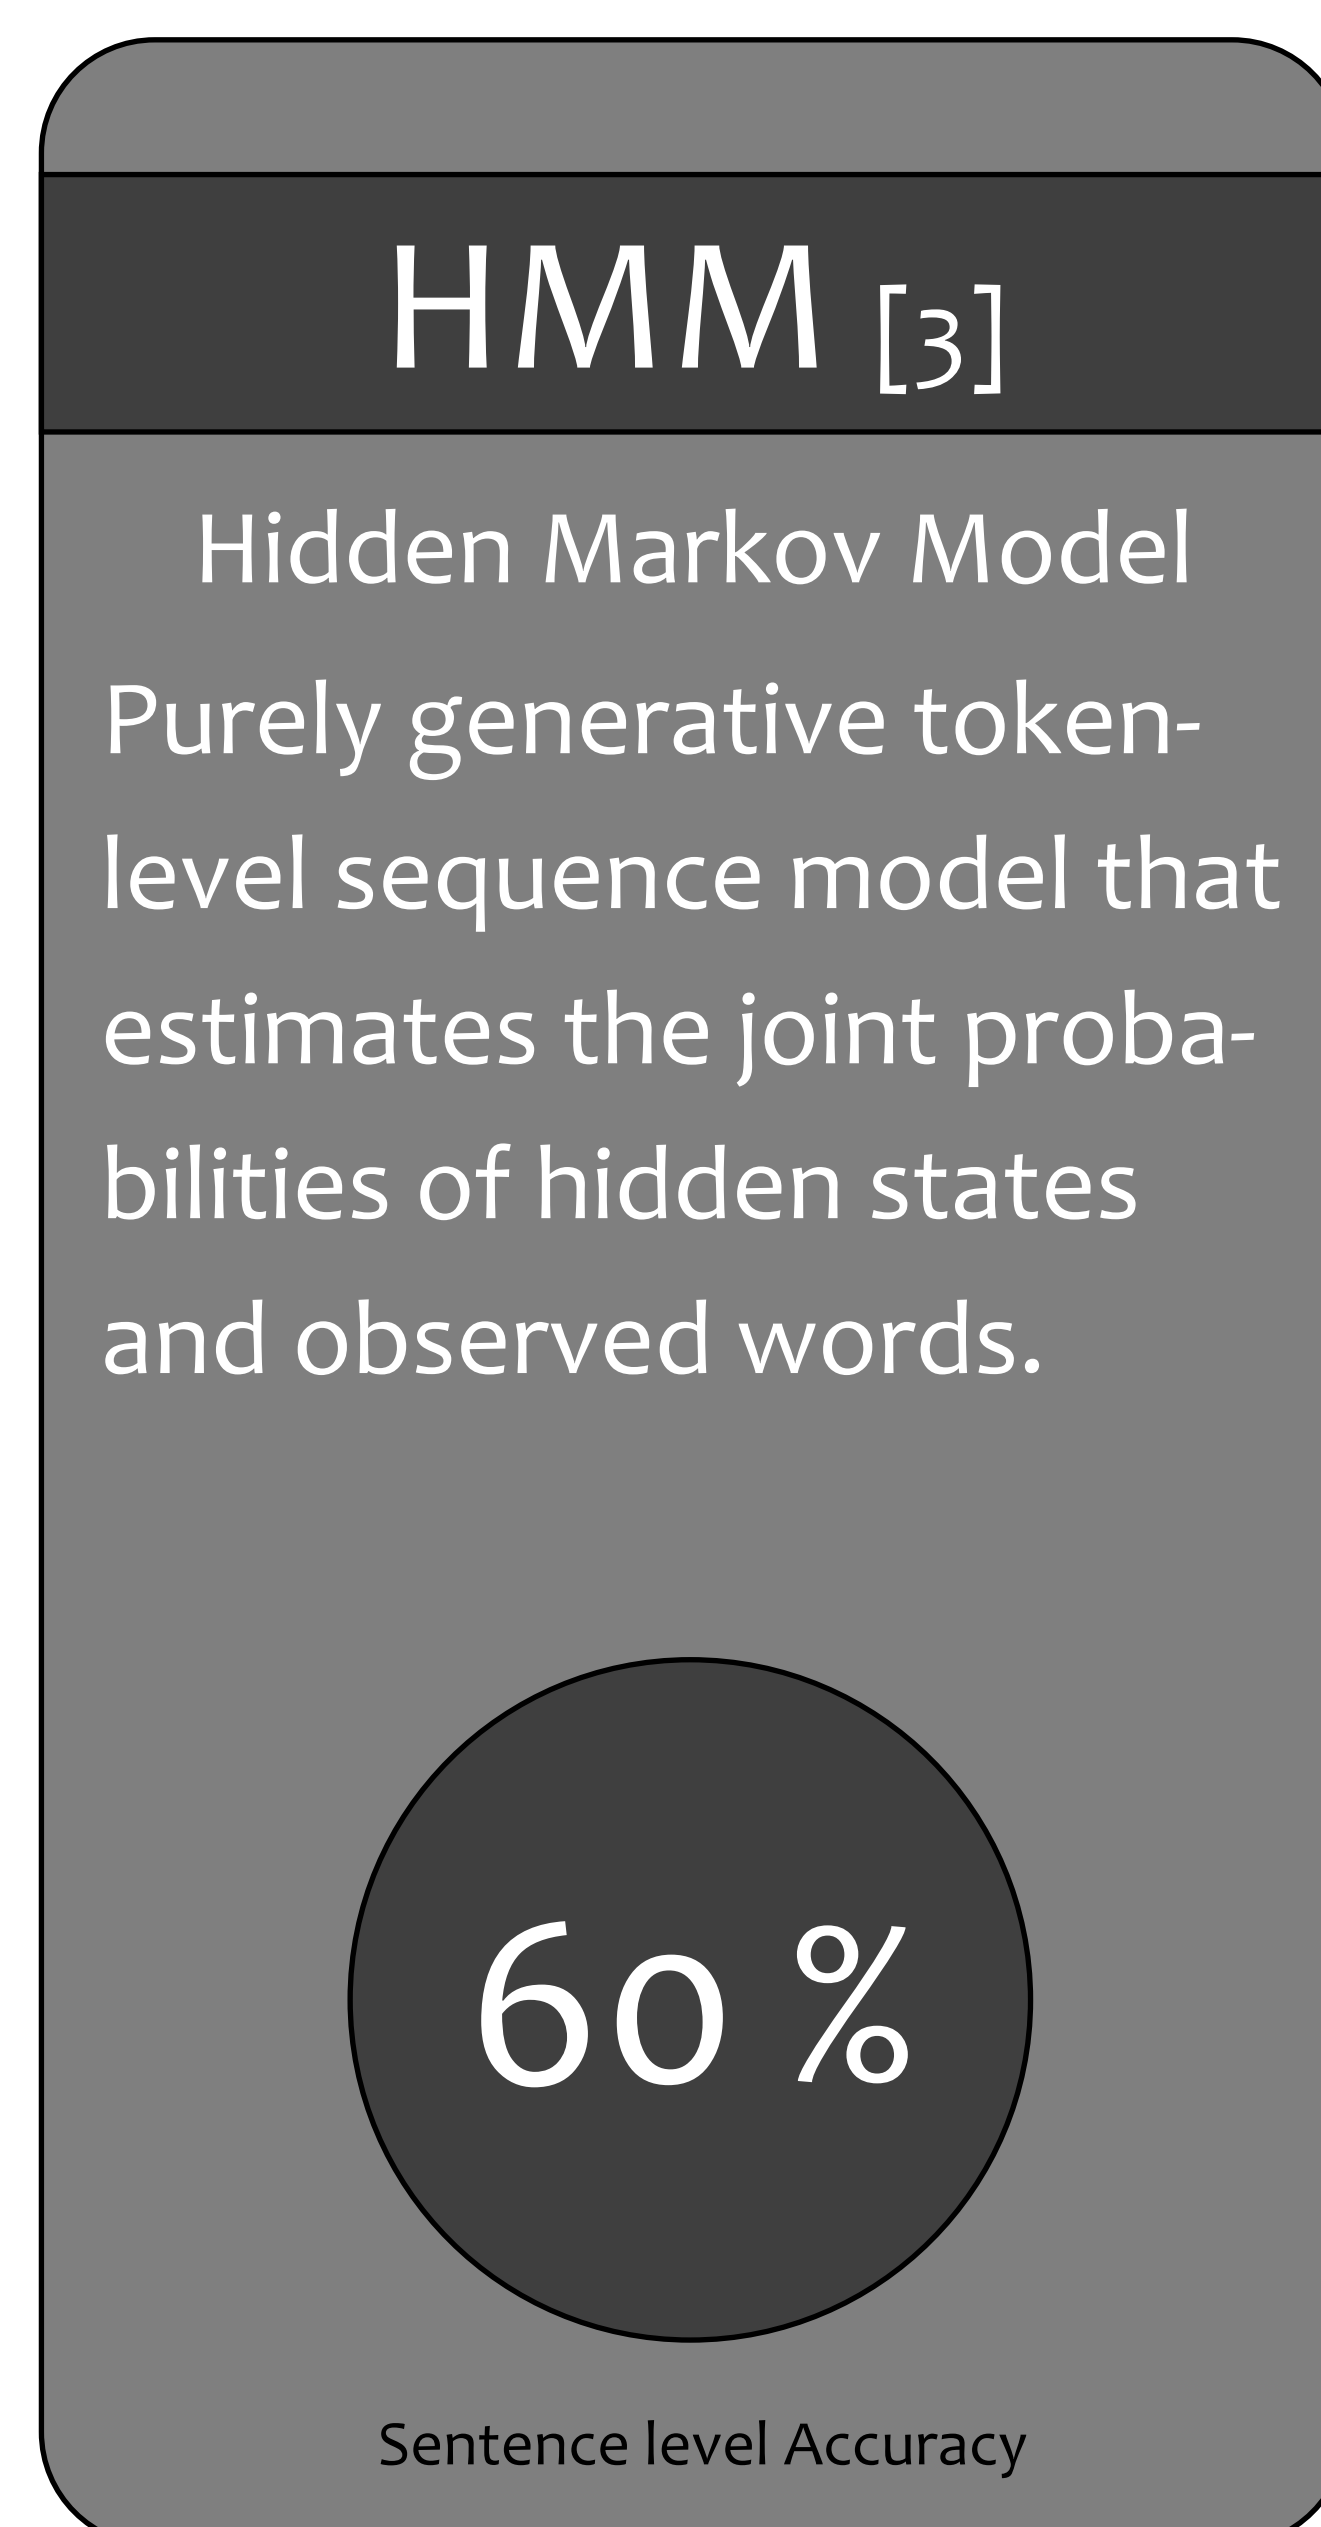 HMM [3]
Hidden Markov Model
Purely generative token-
level sequence model that
estimates the joint proba-
bilities of hidden states
and observed words.
60 %
Sentence level Accuracy